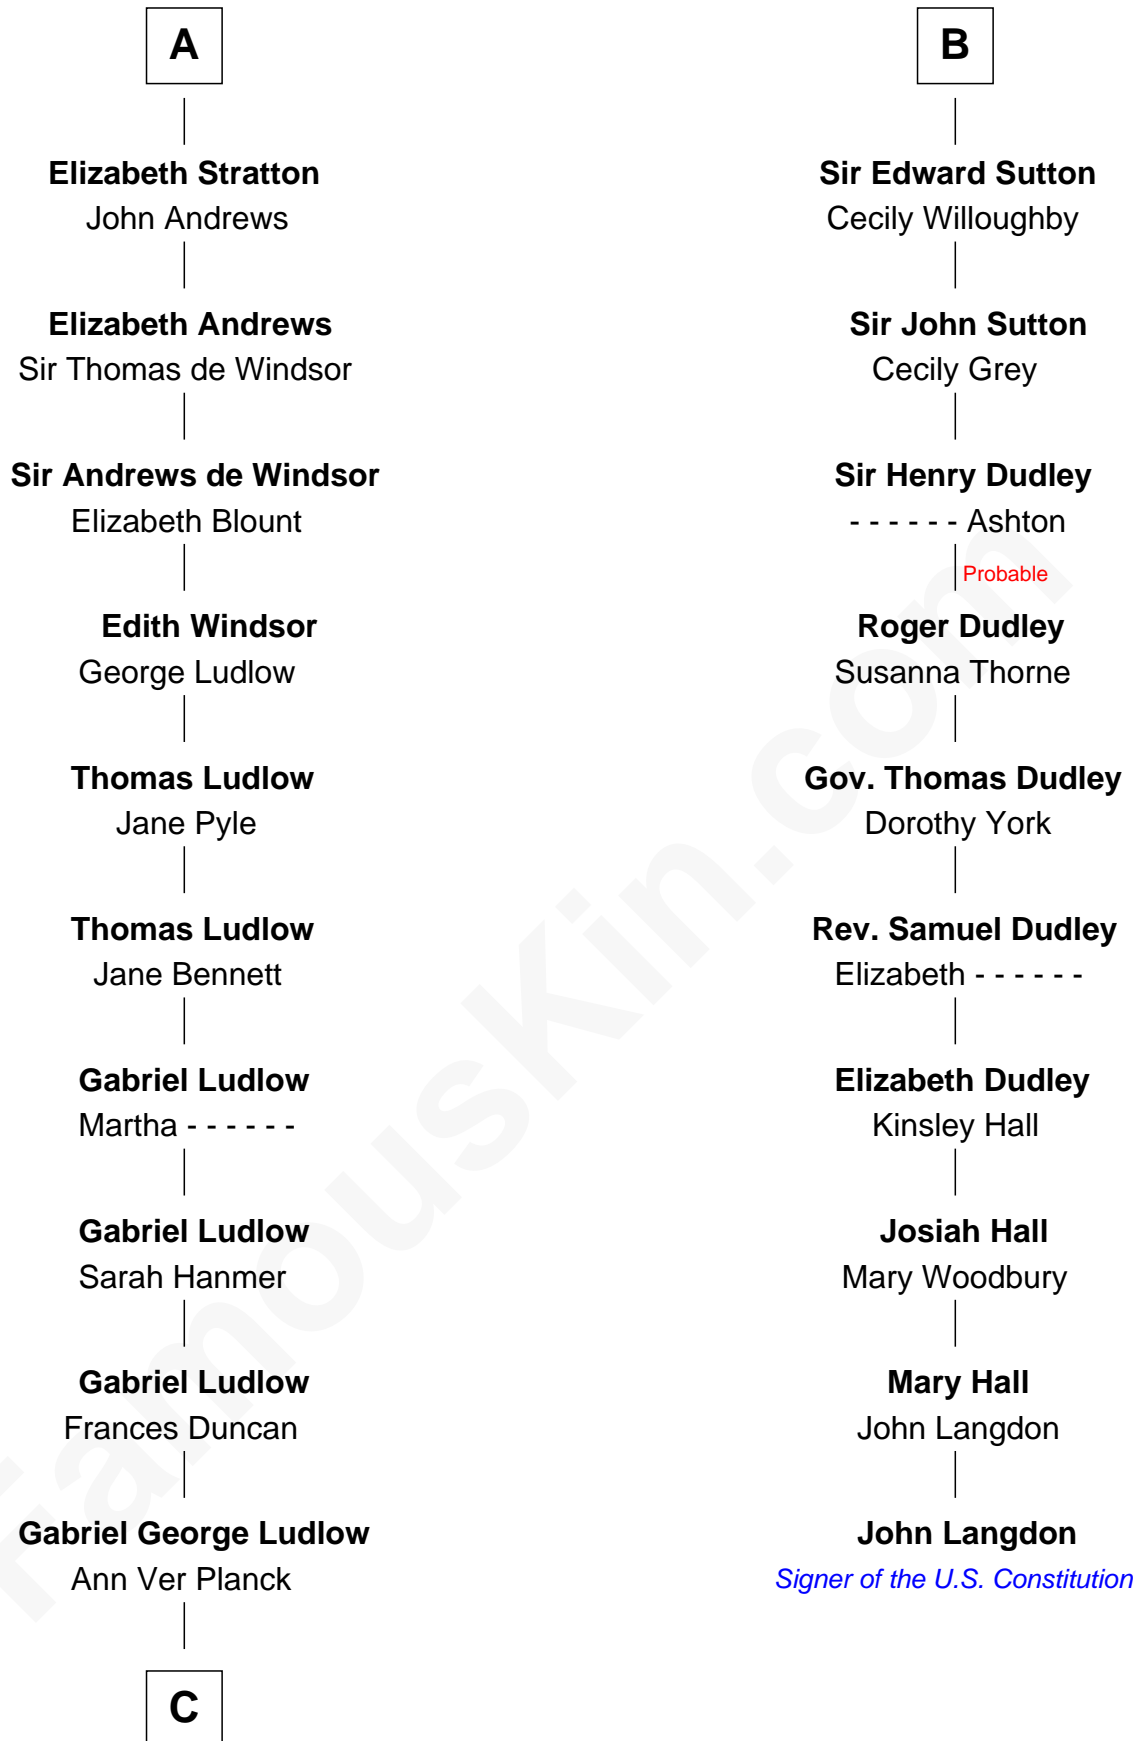 A
Elizabeth Stratton
John Andrews
Elizabeth Andrews
Sir Thomas de Windsor
Sir Andrews de Windsor
Elizabeth Blount
Edith Windsor
George Ludlow
Thomas Ludlow
Jane Pyle
Thomas Ludlow
Jane Bennett
Gabriel Ludlow
Martha - - - - - -
Gabriel Ludlow
Sarah Hanmer
Gabriel Ludlow
Frances Duncan
Gabriel George Ludlow
Ann Ver Planck
C
B
Sir Edward Sutton
Cecily Willoughby
Sir John Sutton
Cecily Grey
Sir Henry Dudley
- - - - - - Ashton
Probable
Roger Dudley
Susanna Thorne
Gov. Thomas Dudley
Dorothy York
Rev. Samuel Dudley
Elizabeth - - - - - -
Elizabeth Dudley
Kinsley Hall
Josiah Hall
Mary Woodbury
Mary Hall
John Langdon
John Langdon
Signer of the U.S. Constitution
FamousKin.com